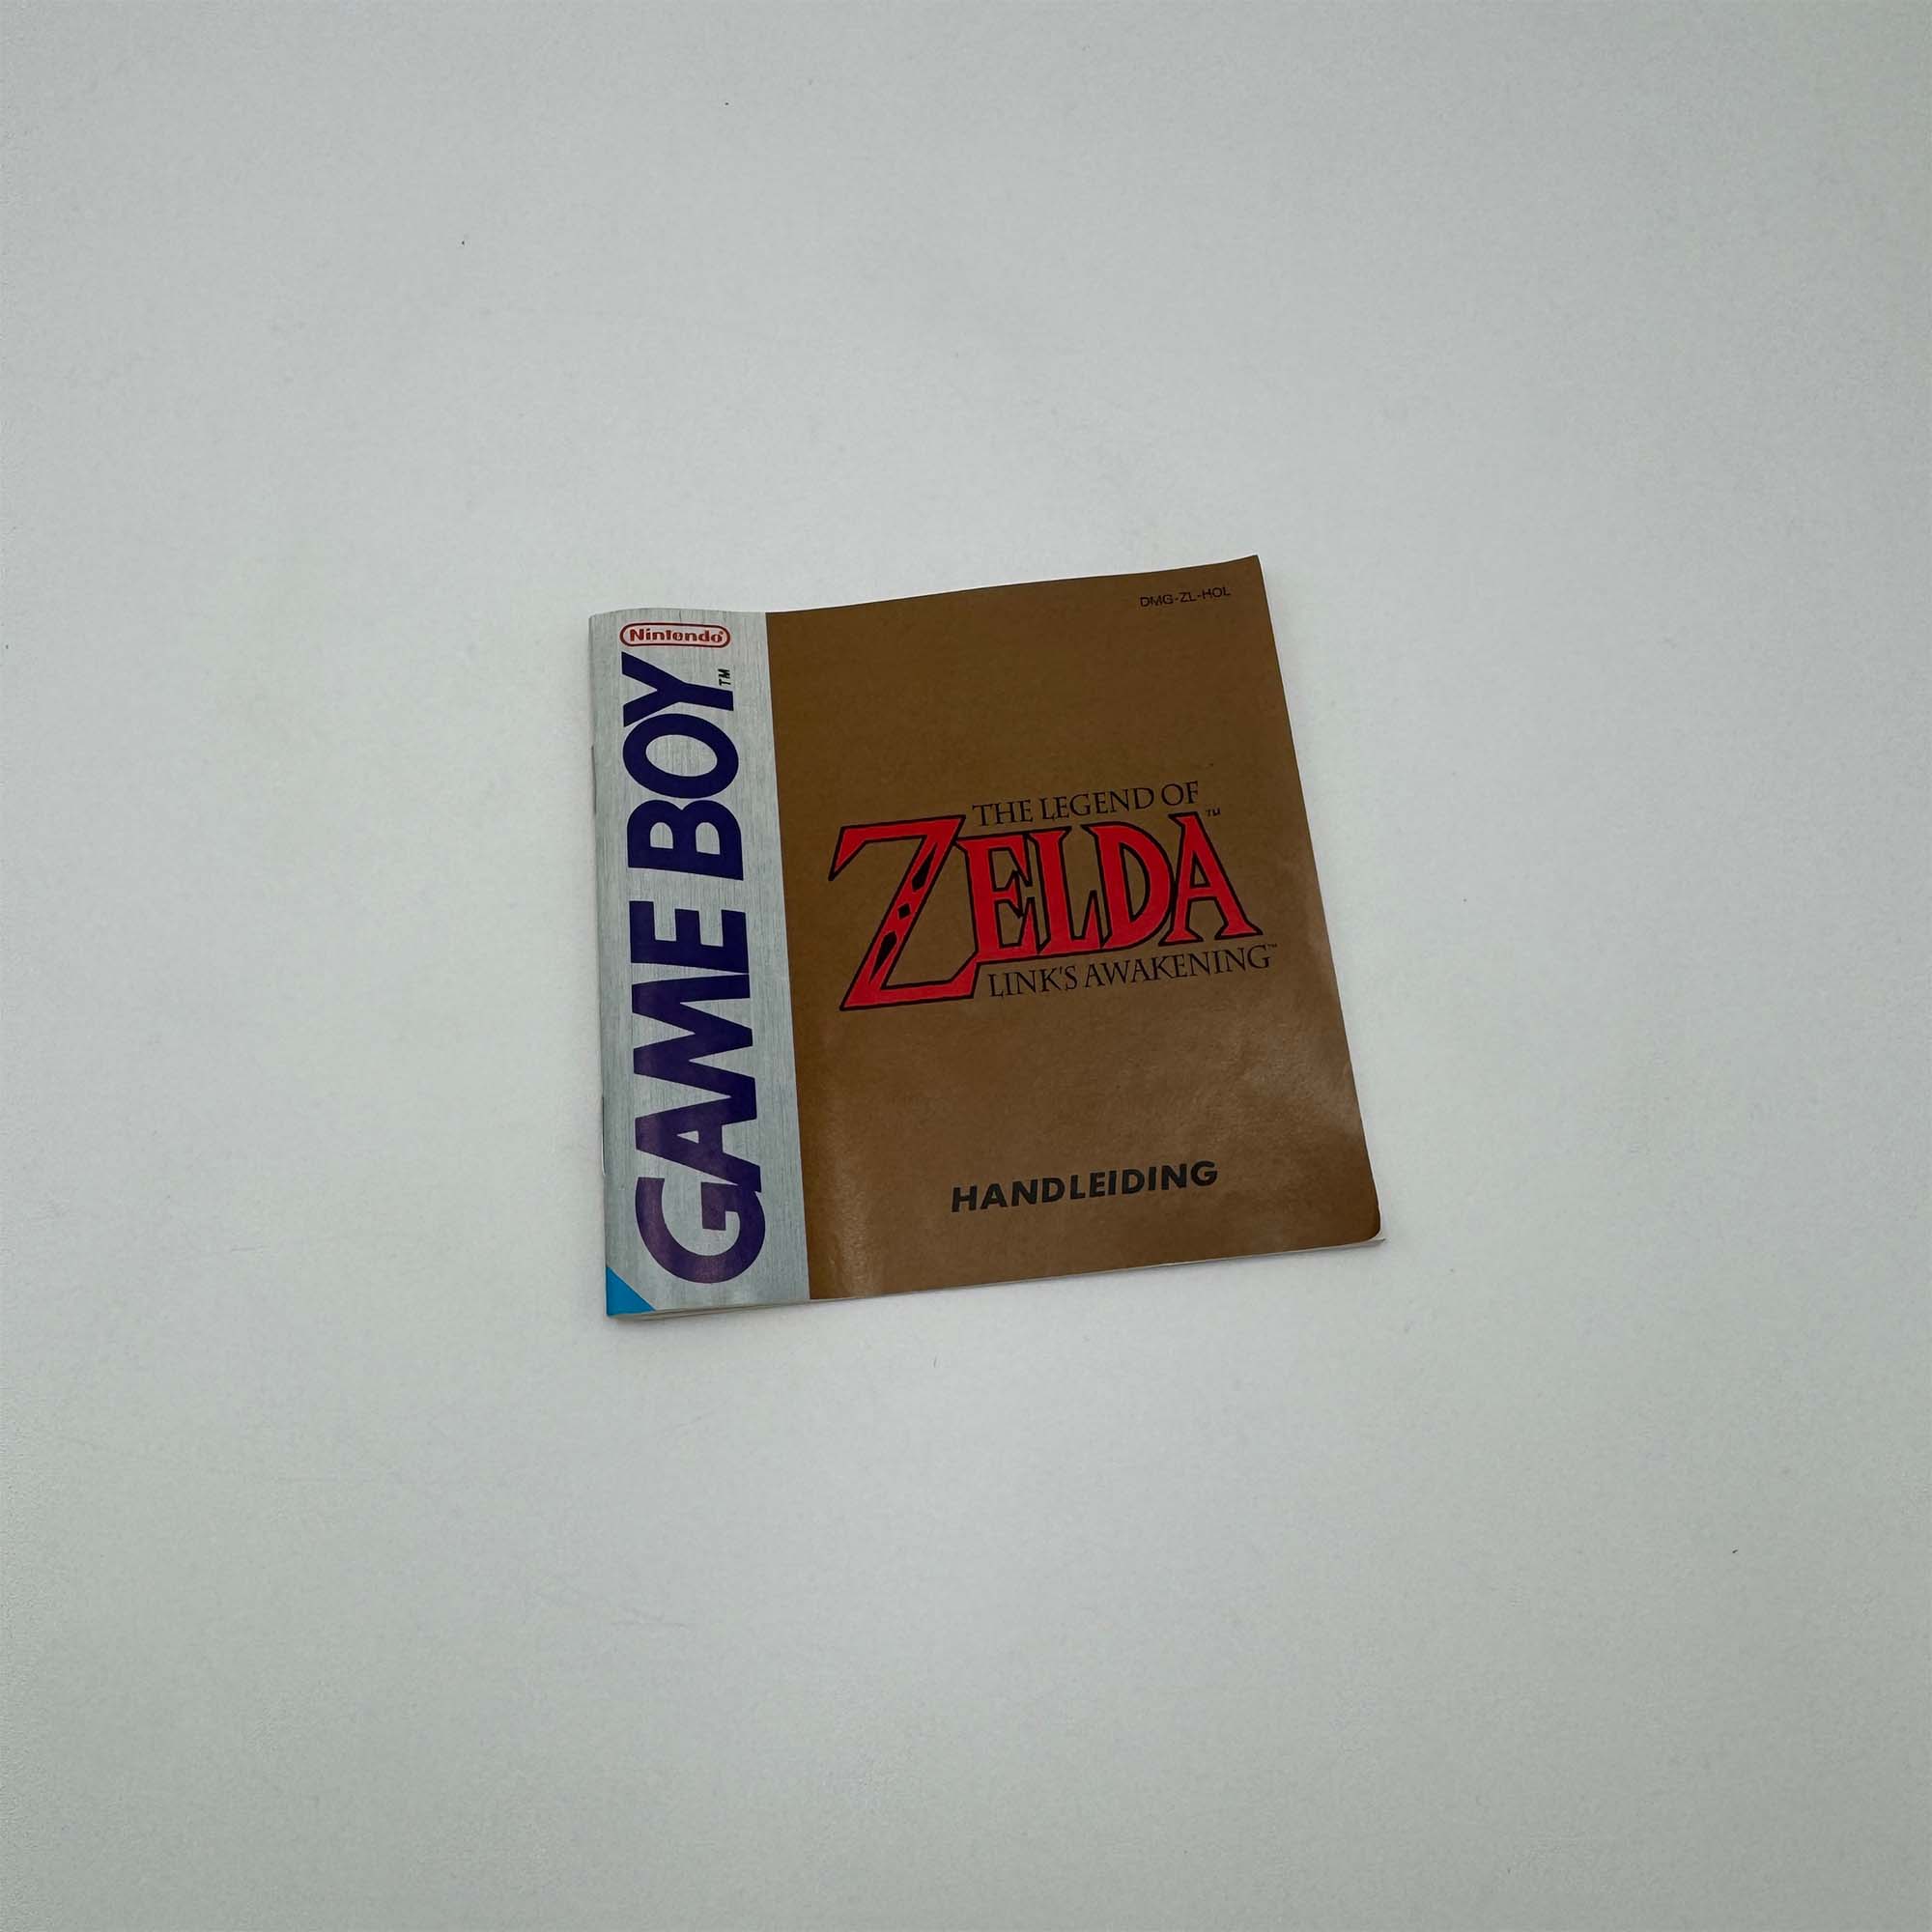 Nintendo®
GAME BOY™
DMG-ZL-HOL
THE LEGEND OF
ZELDA™
LINK'S AWAKENING™
HANDLEIDING